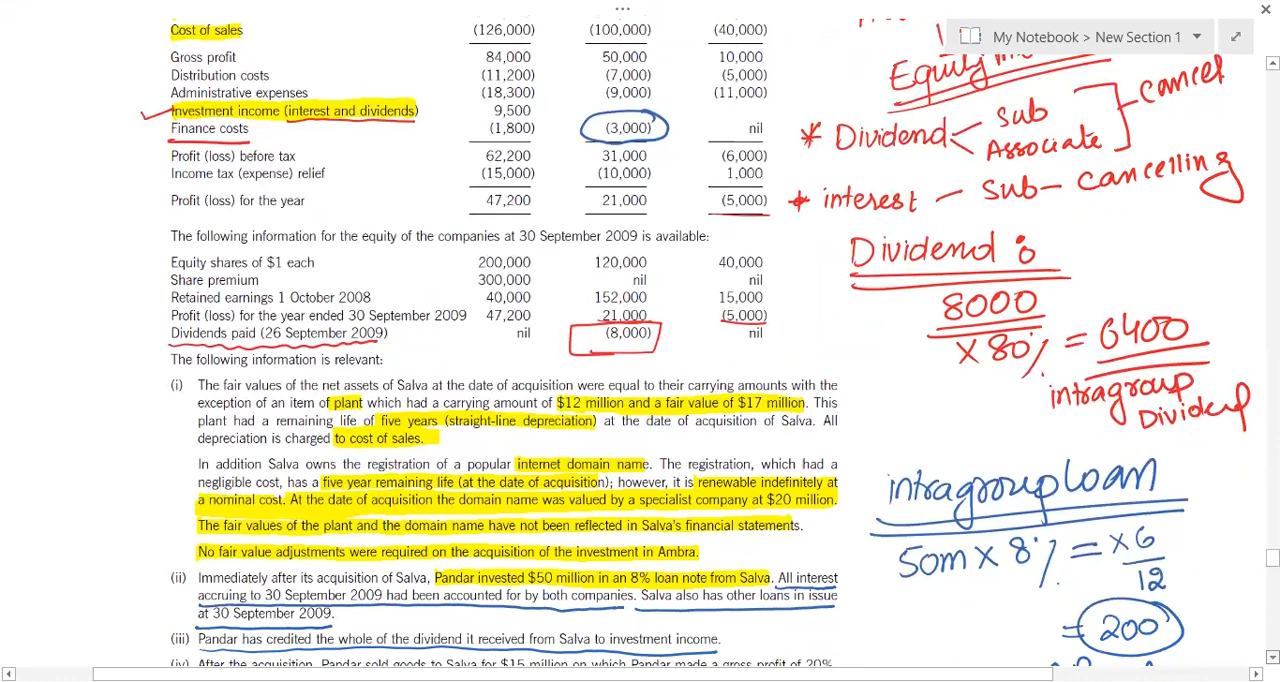 My Notebook > New Section 1
Cost of sales (126,000) (100,000) (40,000)
Gross profit 84,000 50,000 10,000
Distribution costs (11,200) (7,000) (5,000)
Administrative expenses (18,300) (9,000) (11,000)
Investment income (interest and dividends) 9,500
Finance costs (1,800) (3,000) nil
Profit (loss) before tax 62,200 31,000 (6,000)
Income tax (expense) relief (15,000) (10,000) 1,000
Profit (loss) for the year 47,200 21,000 (5,000)
The following information for the equity of the companies at 30 September 2009 is available:
Equity shares of $1 each 200,000 120,000 40,000
Share premium 300,000 nil nil
Retained earnings 1 October 2008 40,000 152,000 15,000
Profit (loss) for the year ended 30 September 2009 47,200 21,000 (5,000)
Dividends paid (26 September 2009) nil (8,000) nil
The following information is relevant:
(i) The fair values of the net assets of Salva at the date of acquisition were equal to their carrying amounts with the
exception of an item of plant which had a carrying amount of $12 million and a fair value of $17 million. This
plant had a remaining life of five years (straight-line depreciation) at the date of acquisition of Salva. All
depreciation is charged to cost of sales.
In addition Salva owns the registration of a popular internet domain name. The registration, which had a
negligible cost, has a five year remaining life (at the date of acquisition); however, it is renewable indefinitely at
a nominal cost. At the date of acquisition the domain name was valued by a specialist company at $20 million.
The fair values of the plant and the domain name have not been reflected in Salva's financial statements.
No fair value adjustments were required on the acquisition of the investment in Ambra.
(ii) Immediately after its acquisition of Salva, Pandar invested $50 million in an 8% loan note from Salva. All interest
accruing to 30 September 2009 had been accounted for by both companies. Salva also has other loans in issue
at 30 September 2009.
(iii) Pandar has credited the whole of the dividend it received from Salva to investment income.
(iv) After the acquisition, Pandar sold goods to Salva for $15 million on which Pandar made a gross profit of 20%
Equity
* Dividend < Sub
Associate
cancel
* interest - Sub - cancelling
Dividend :
8000
x 80% = 6400
intragroup
Dividend
intragroup loan
50m x 8% = x 6
12
= 200